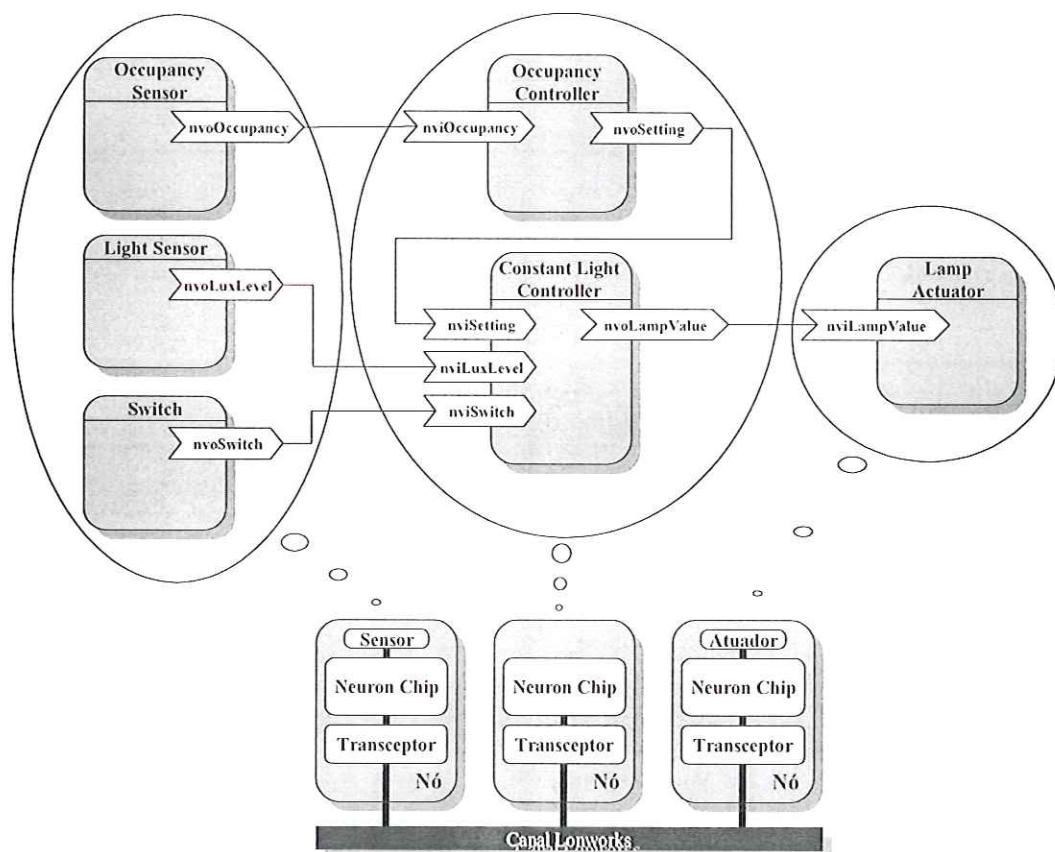 Occupancy
Sensor
nvoOccupancy
Light Sensor
nvoLuxLevel
Switch
nvoSwitch
Occupancy
Controller
nviOccupancy
nvoSetting
Constant Light
Controller
nviSetting
nvoLampValue
nviLuxLevel
nviSwitch
Lamp
Actuator
nviLampValue
Sensor
Neuron Chip
Transceptor
Nó
Neuron Chip
Transceptor
Nó
Atuador
Neuron Chip
Transceptor
Nó
Canal Lonworks